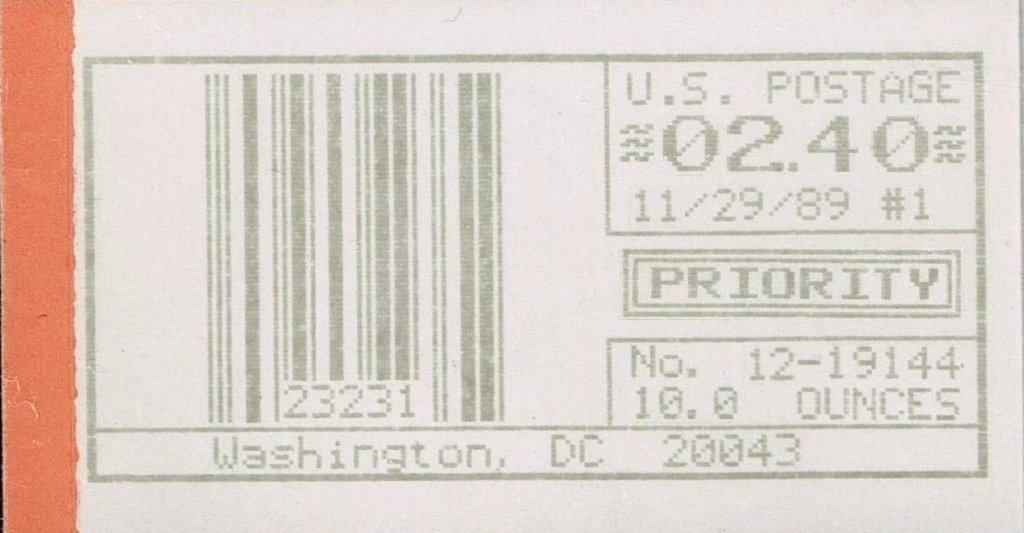 U.S. POSTAGE
≈02.40≈
11/29/89 #1
PRIORITY
No. 12-19144
10.0 OUNCES
23231
Washington, DC 20043